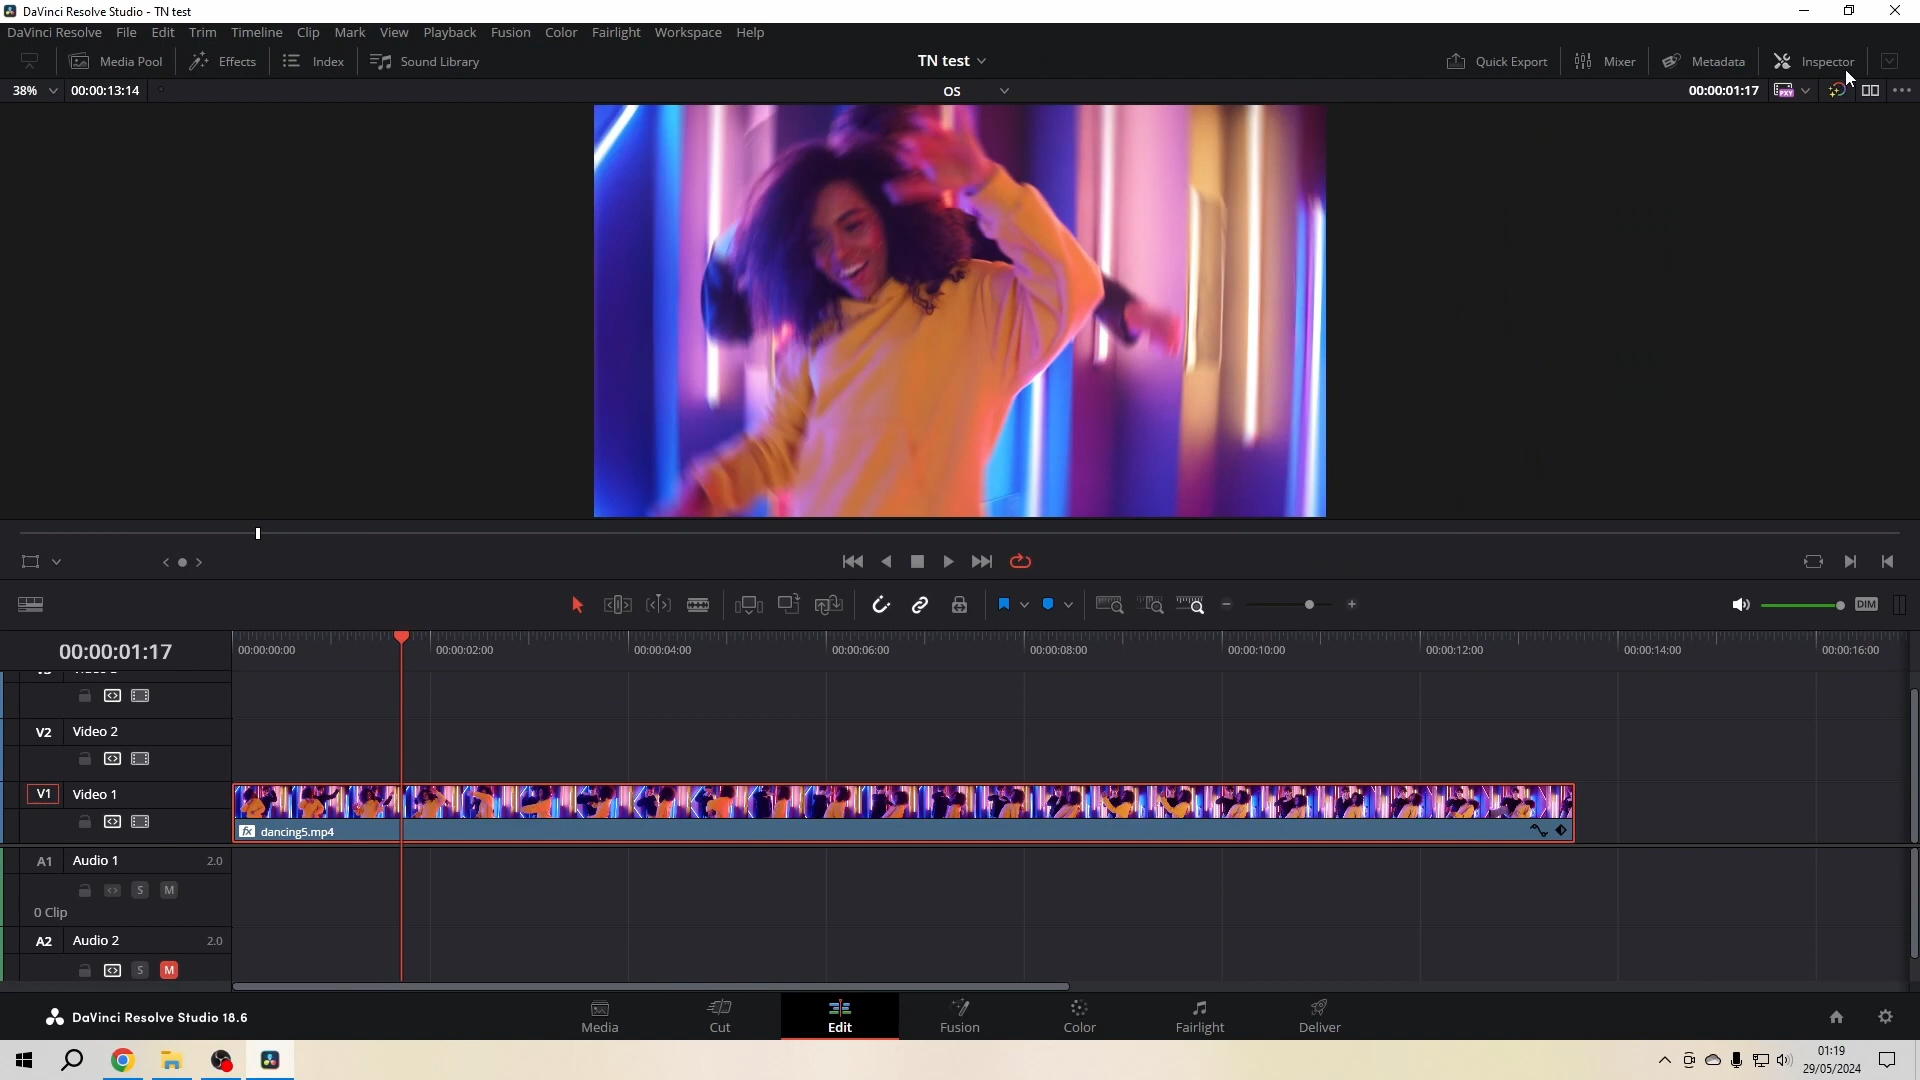 DaVinci Resolve Studio - TN test
DaVinci Resolve File Edit Trim Timeline Clip Mark View Playback Fusion Color Fairlight Workspace Help
Media Pool Effects Index Sound Library TN test Quick Export Mixer Metadata Inspector
38% 00:00:13:14 OS 00:00:01:17 PXY
DIM
00:00:01:17 00:00:00:00 00:00:02:00 00:00:04:00 00:00:06:00 00:00:08:00 00:00:10:00 00:00:12:00 00:00:14:00 00:00:16:00
V2 Video 2
V1 Video 1
fx dancing5.mp4
A1 Audio 1 2.0
S M
0 Clip
A2 Audio 2 2.0
S M
DaVinci Resolve Studio 18.6
Media Cut Edit Fusion Color Fairlight Deliver
01:19
29/05/2024